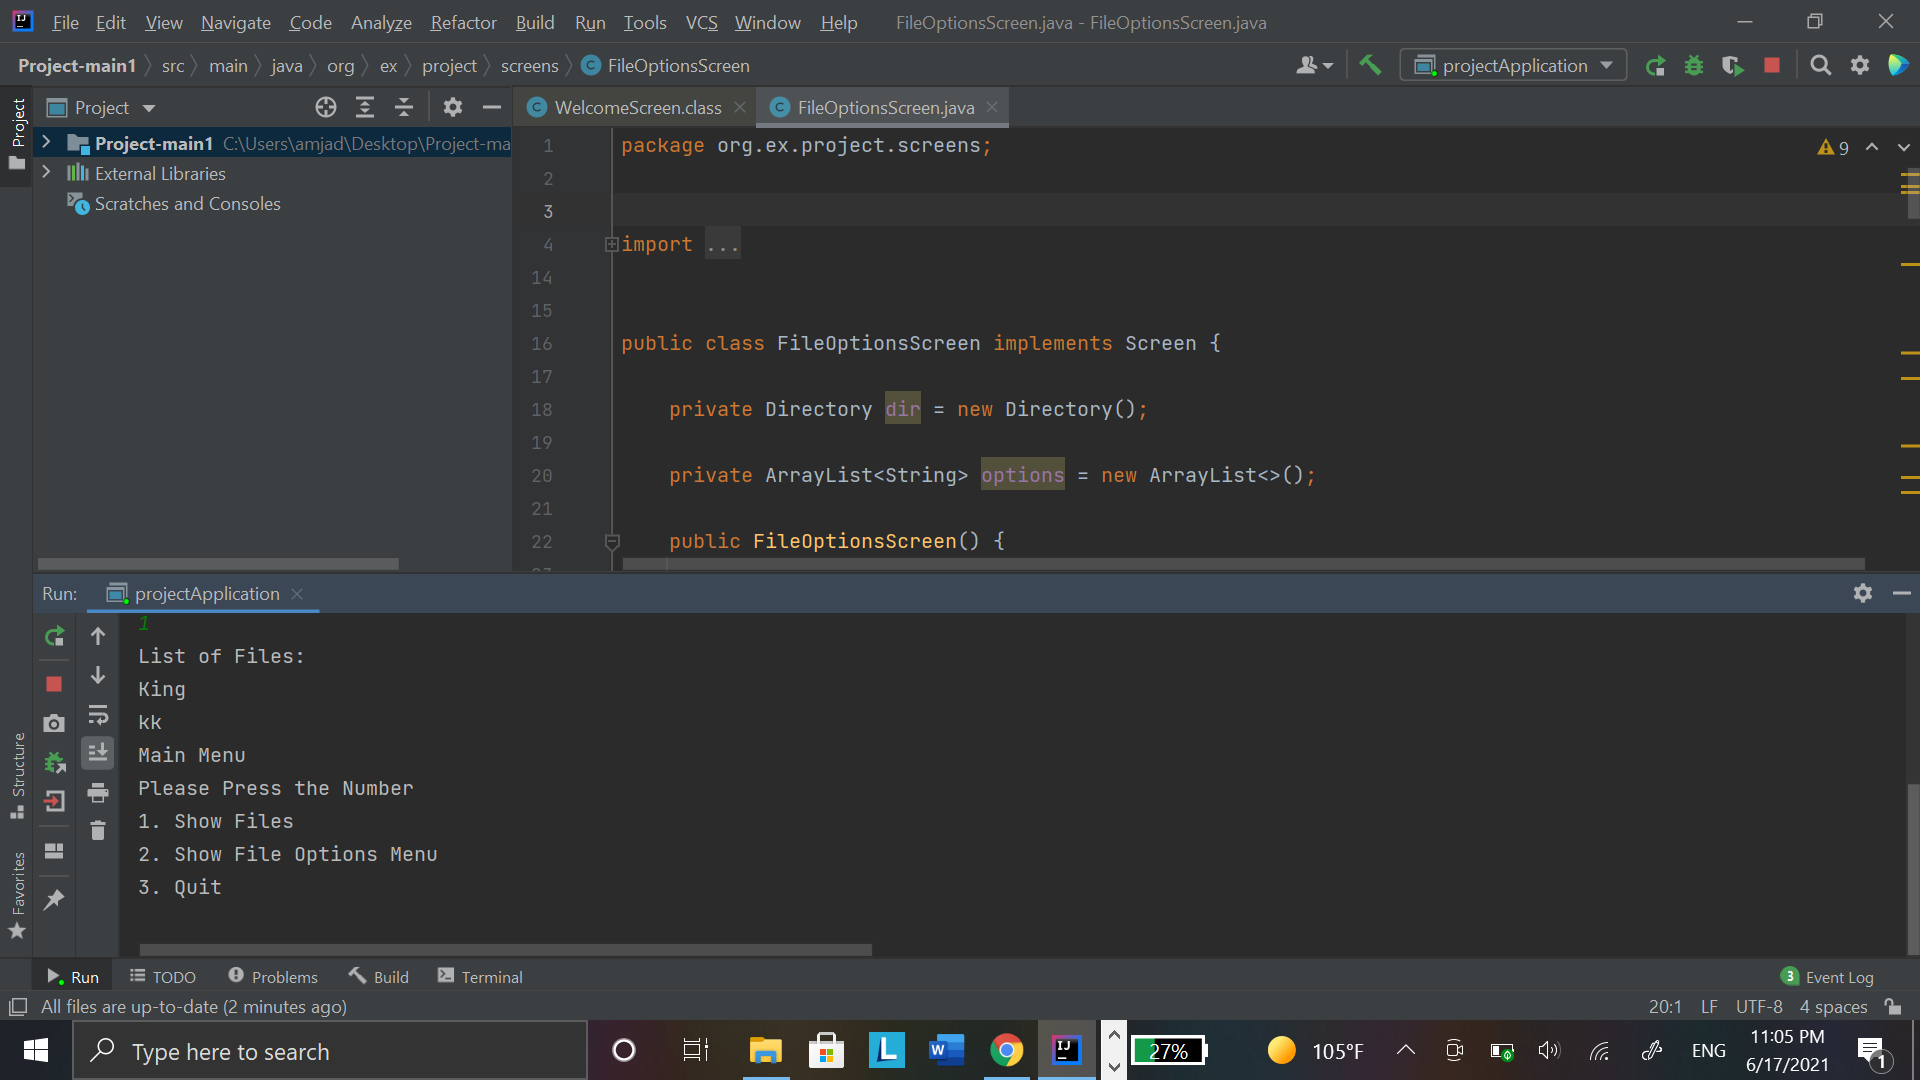 File Edit View Navigate Code Analyze Refactor Build Run Tools VCS Window Help FileOptionsScreen.java - FileOptionsScreen.java
Project-main1 src main java org ex project screens FileOptionsScreen projectApplication
Project
Project
WelcomeScreen.class
FileOptionsScreen.java
Project-main1 C:\Users\amjad\Desktop\Project-ma
External Libraries
Scratches and Consoles
1 package org.ex.project.screens;
9
2
3
4 import ...
14
15
16 public class FileOptionsScreen implements Screen {
17
18 private Directory dir = new Directory();
19
20 private ArrayList<String> options = new ArrayList<>();
21
22 public FileOptionsScreen() {
Run: projectApplication
1
List of Files:
King
kk
Main Menu
Please Press the Number
1. Show Files
2. Show File Options Menu
3. Quit
Structure
Favorites
Run TODO Problems Build Terminal 3 Event Log
All files are up-to-date (2 minutes ago) 20:1 LF UTF-8 4 spaces
Type here to search
27% 105°F ENG
11:05 PM
6/17/2021
1